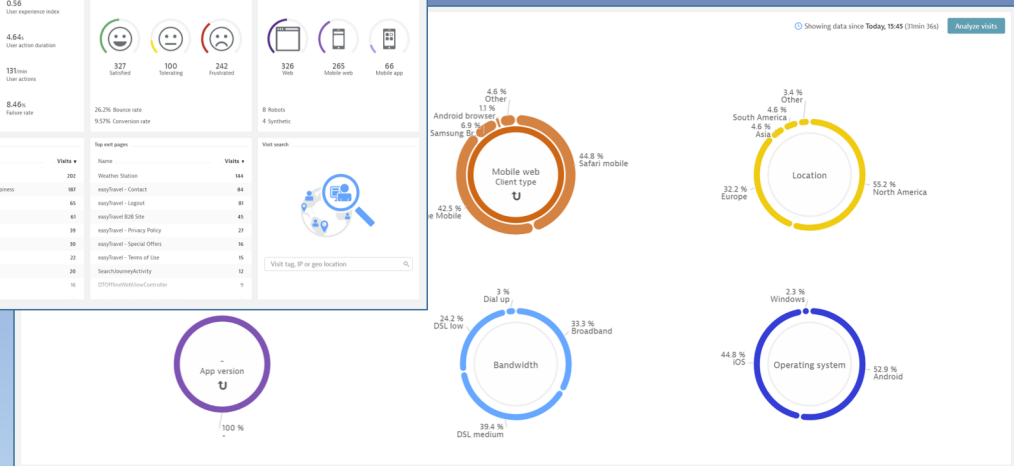 0.56
User experience index
4.64s
User action duration
131/min
User actions
8.46%
Failure rate
327
Satisfied
100
Tolerating
242
Frustrated
26.2% Bounce rate
9.57% Conversion rate
326
Web
265
Mobile web
66
Mobile app
8 Robots
4 Synthetic
Visits
202
187
65
61
39
30
22
20
16
Top exit pages
Name Visits
Weather Station 144
easyTravel - Contact 84
easyTravel - Logout 81
easyTravel B2B Site 45
easyTravel - Privacy Policy 27
easyTravel - Special Offers 16
easyTravel - Terms of Use 15
SearchJourneyActivity 12
DTOfflineWebViewController 9
Visit search
Visit tag, IP or geo location
Showing data since Today, 15:45 (31min 36s)
Analyze visits
4.6 %
Other
1.1 %
Android browser
6.9 %
Samsung Br
44.8 %
Safari mobile
42.5 %
e Mobile
Mobile web
Client type
3.4 %
Other
4.6 %
South America
4.6 %
Asia
32.2 %
Europe
55.2 %
North America
Location
-
App version
100 %
-
3 %
Dial up
24.2 %
DSL low
33.3 %
Broadband
39.4 %
DSL medium
Bandwidth
2.3 %
Windows
44.8 %
iOS
52.9 %
Android
Operating system